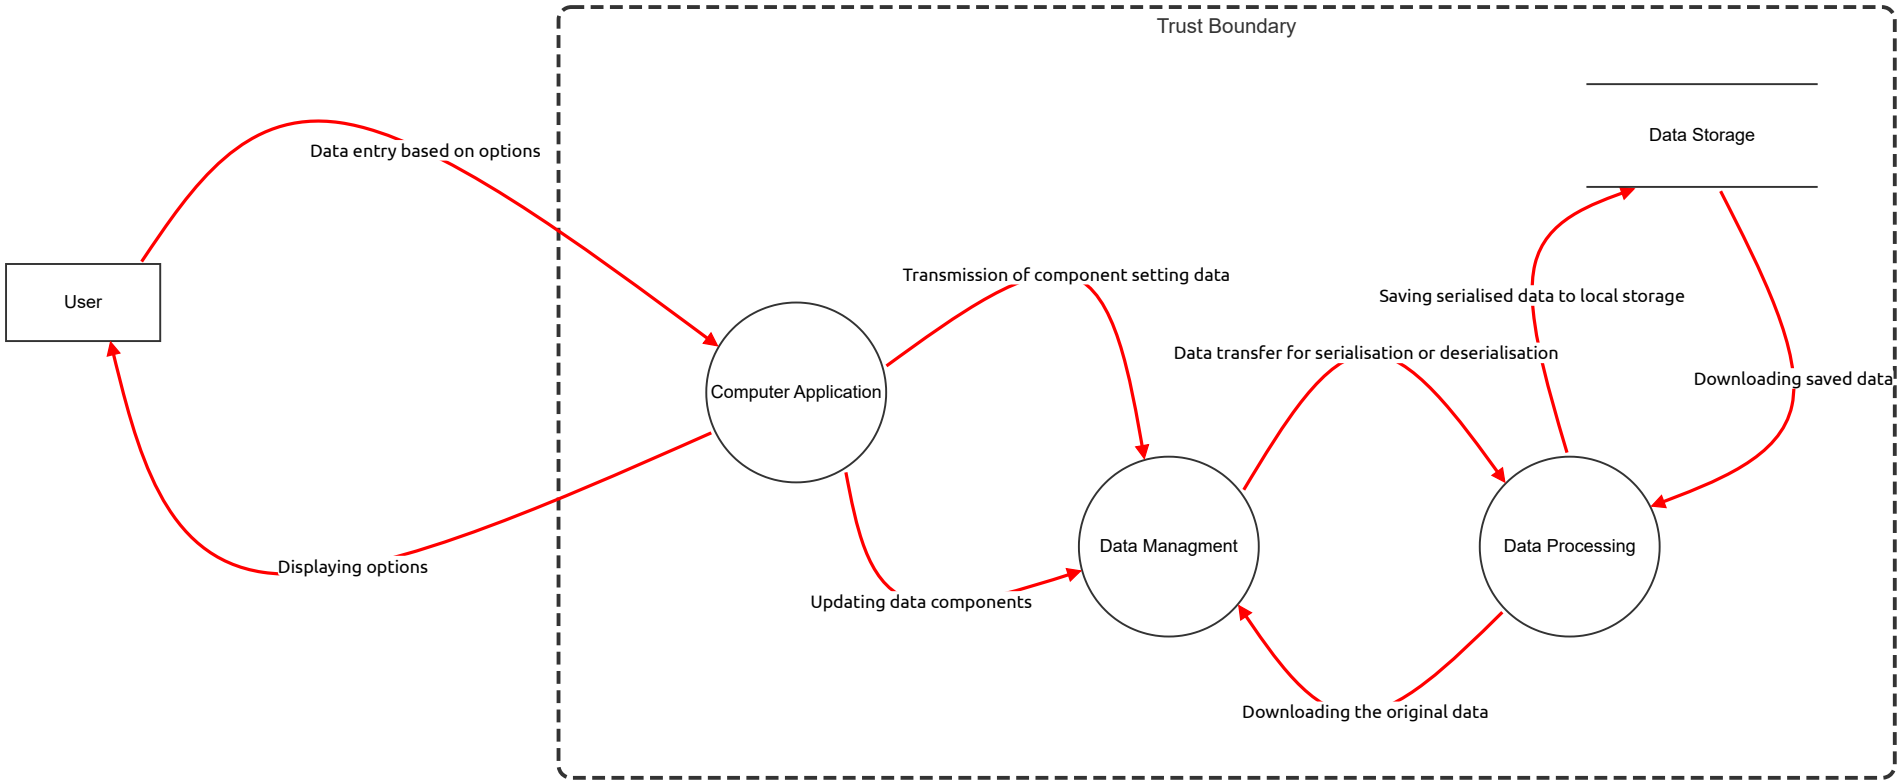 Trust Boundary
Data Storage
Data entry based on options
User
Transmission of component setting data
Saving serialised data to local storage
Data transfer for serialisation or deserialisation
Downloading saved data
Computer Application
Data Managment
Data Processing
Displaying options
Updating data components
Downloading the original data